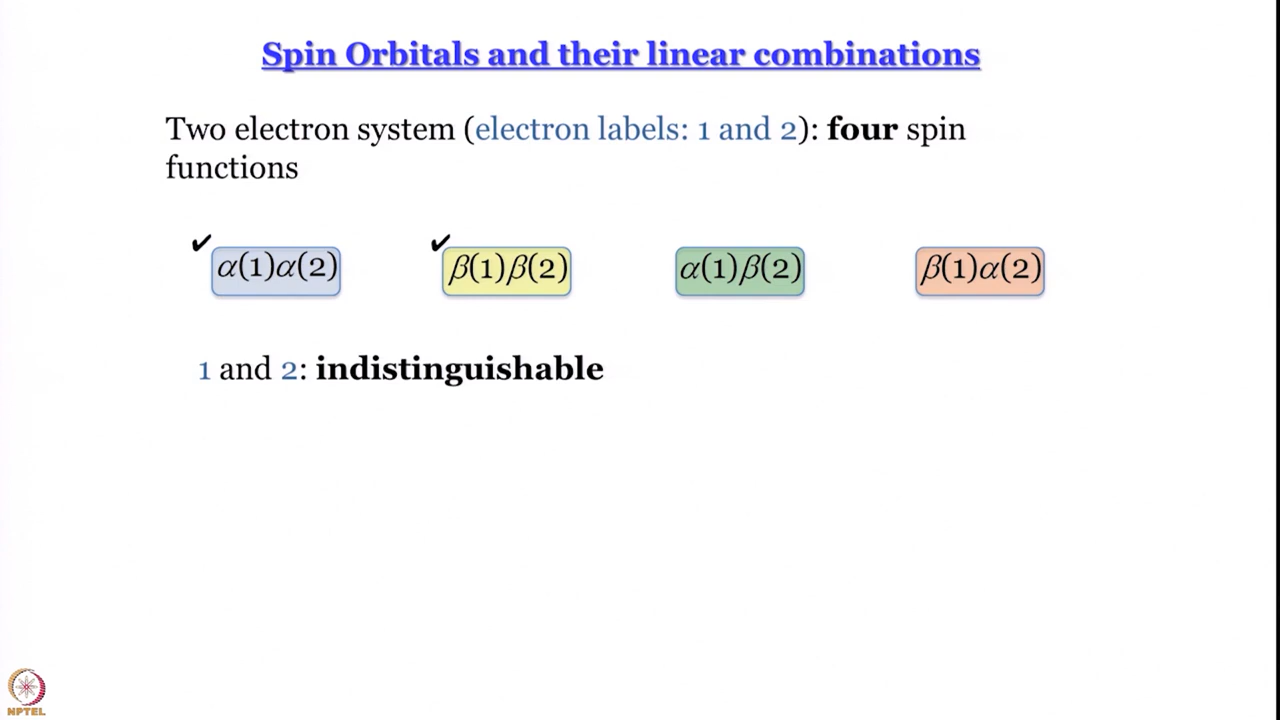 Spin Orbitals and their linear combinations
Two electron system (electron labels: 1 and 2): four spin
functions
✔ α(1)α(2) ✔ β(1)β(2) α(1)β(2) β(1)α(2)
1 and 2: indistinguishable
NPTEL